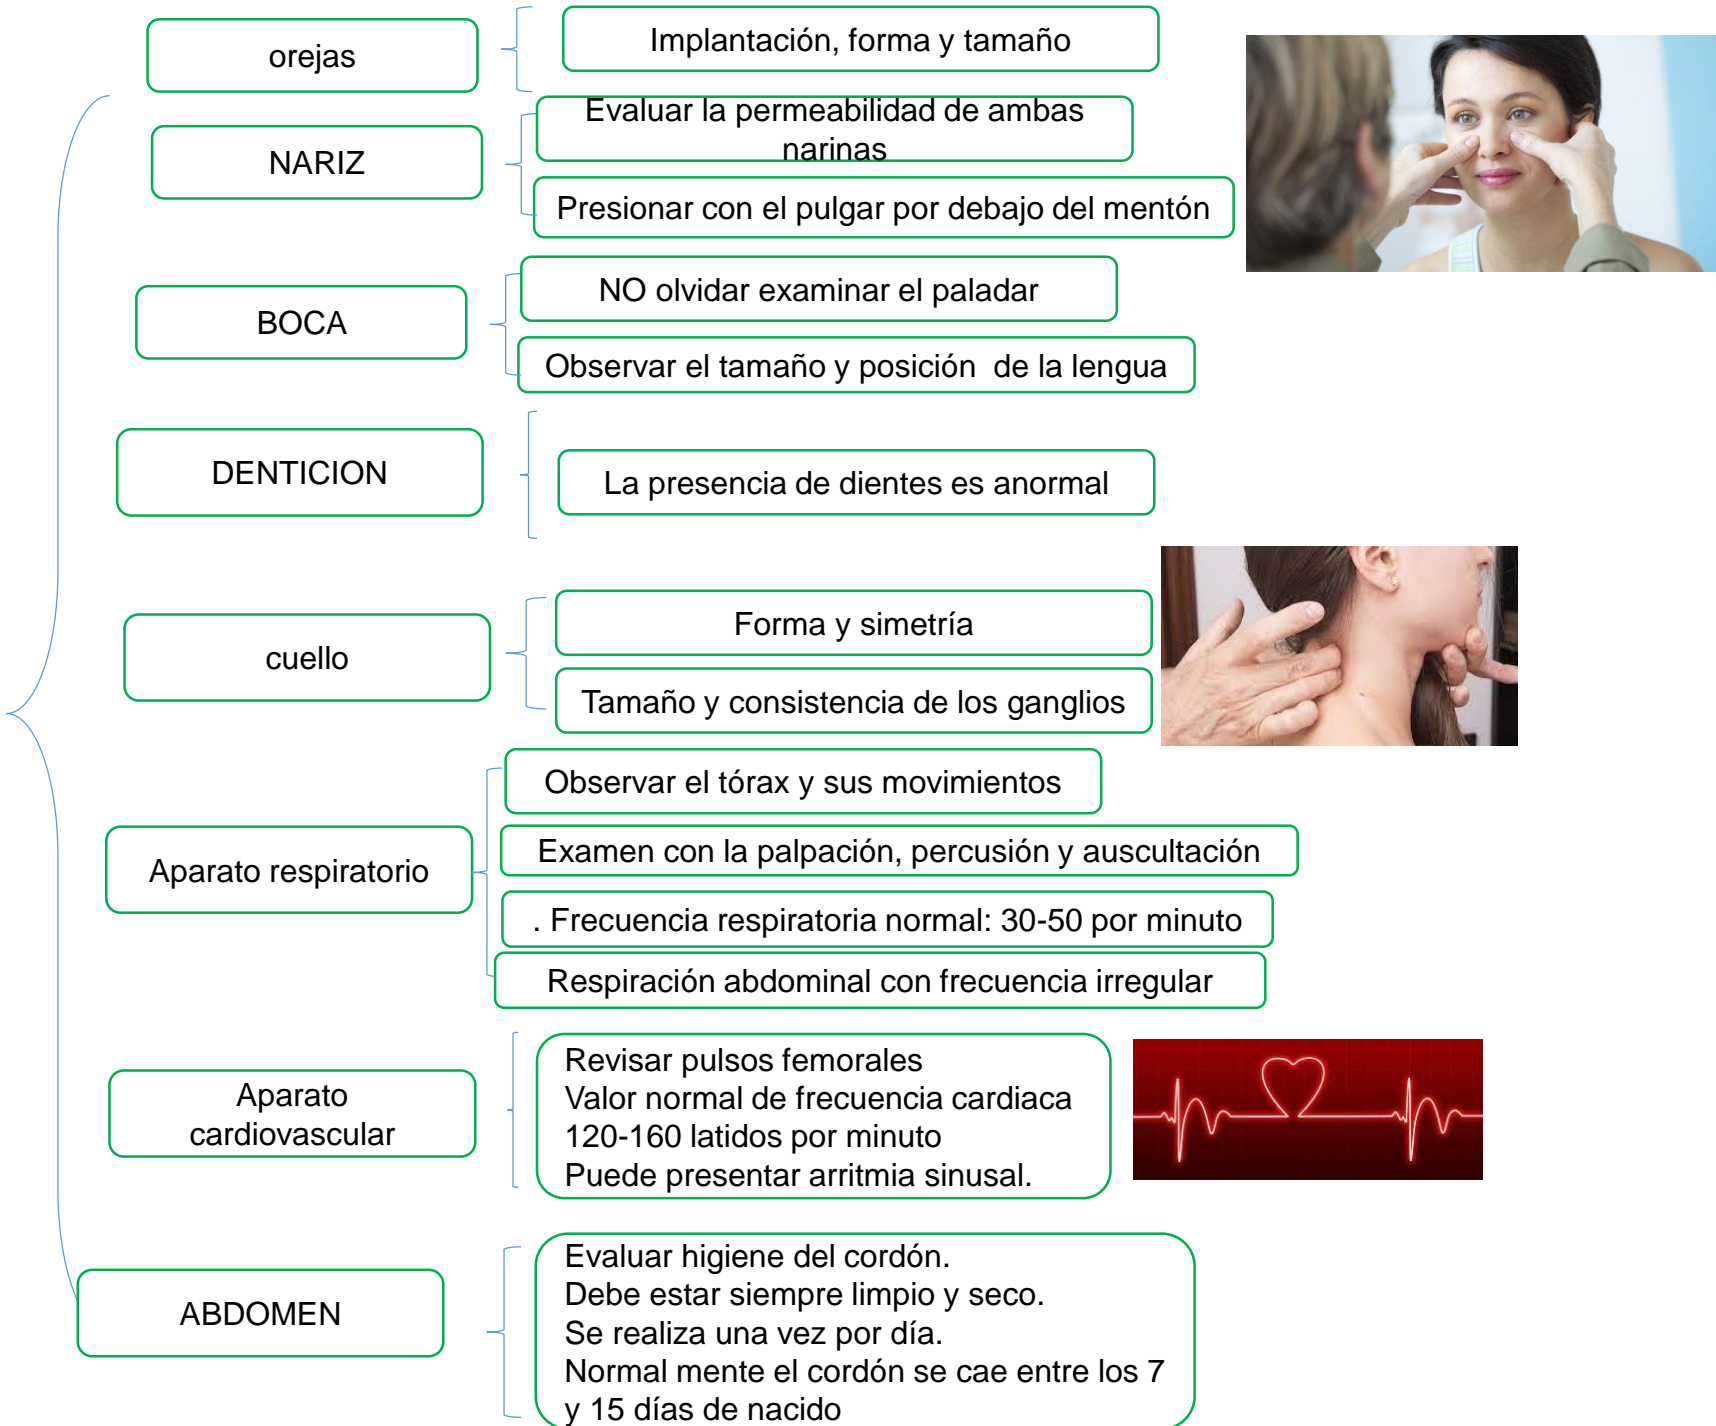 orejas
Implantación, forma y tamaño
NARIZ
Evaluar la permeabilidad de ambas
narinas
Presionar con el pulgar por debajo del mentón
BOCA
NO olvidar examinar el paladar
Observar el tamaño y posición de la lengua
DENTICION
La presencia de dientes es anormal
cuello
Forma y simetría
Tamaño y consistencia de los ganglios
Aparato respiratorio
Observar el tórax y sus movimientos
Examen con la palpación, percusión y auscultación
. Frecuencia respiratoria normal: 30-50 por minuto
Respiración abdominal con frecuencia irregular
Aparato
cardiovascular
Revisar pulsos femorales
Valor normal de frecuencia cardiaca
120-160 latidos por minuto
Puede presentar arritmia sinusal.
ABDOMEN
Evaluar higiene del cordón.
Debe estar siempre limpio y seco.
Se realiza una vez por día.
Normal mente el cordón se cae entre los 7
y 15 días de nacido